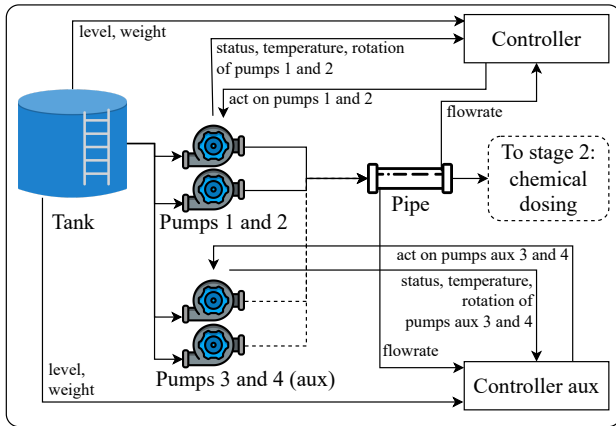 level, weight
status, temperature, rotation
of pumps 1 and 2
Controller
act on pumps 1 and 2
flowrate
To stage 2:
chemical
dosing
Tank
Pumps 1 and 2
Pipe
act on pumps aux 3 and 4
status, temperature,
rotation of
pumps aux 3 and 4
flowrate
level,
weight
Pumps 3 and 4 (aux)
Controller aux